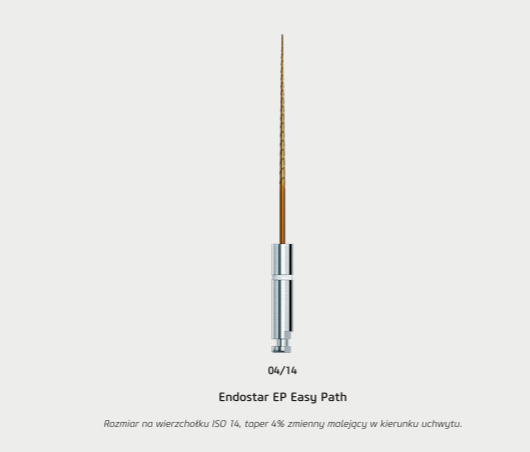 04/14
Endostar EP Easy Path
Rozmiar na wierzchołku ISO 14, taper 4% zmienny malejący w kierunku uchwytu.